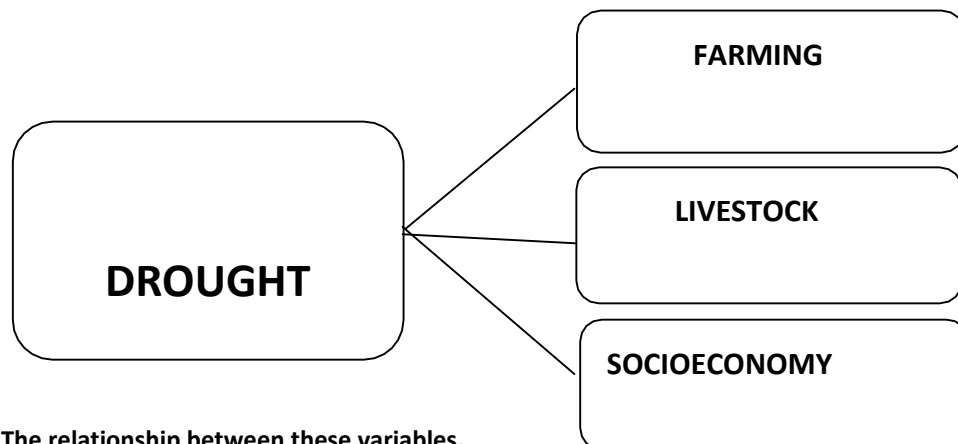 FARMING
LIVESTOCK
DROUGHT
SOCIOECONOMY
The relationship between these variables.